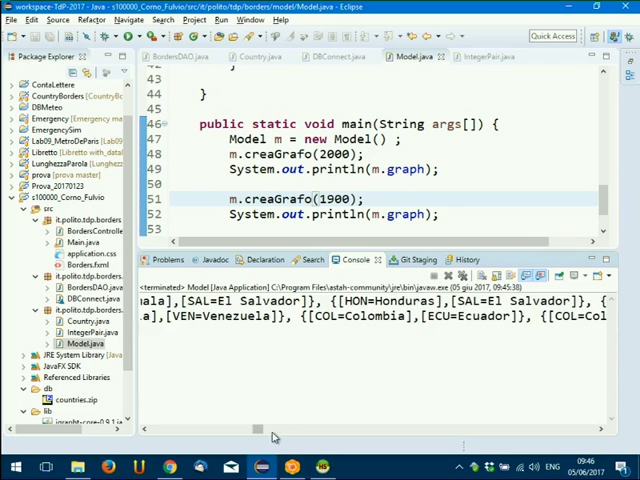 workspace-TdP-2017 - Java - s100000_Corno_Fulvio/src/it/polito/tdp/borders/model/Model.java - Eclipse
File Edit Source Refactor Navigate Search Project Run Window Help
Quick Access
Package Explorer
BordersDAO.java Country.java DBConnect.java Model.java IntegerPair.java
ContaLettere
CountryBorders
DBMeteo
Emergency
EmergencySim
Lab09_MetroDeParis
LunghezzaParola
Prova_20170123
s100000_Corno_Fulvio
src
it.polito.tdp.borders
BordersControlle
Main.java
application.css
Borders.fxml
it.polito.tdp.borders
BordersDAO.java
DBConnect.java
it.polito.tdp.borders
Country.java
IntegerPair.java
Model.java
JRE System Library
JavaFX SDK
Referenced Libraries
db
countries.zip
lib
43
44 }
45
46 public static void main(String args[]) {
47 Model m = new Model() ;
48 m.creaGrafo(2000);
49 System.out.println(m.graph);
50
51 m.creaGrafo(1900);
52 System.out.println(m.graph);
53
Problems Javadoc Declaration Search Console Git Staging History
<terminated> Model [Java Application] C:\Program Files\astah-community\jre\bin\javaw.exe (05 giu 2017, 09:45:38)
uala],[SAL=El Salvador]}, {[HON=Honduras],[SAL=El Salvador]}, {
a],[VEN=Venezuela]}, {[COL=Colombia],[ECU=Ecuador]}, {[COL=Col
ENG
09:46
05/06/2017